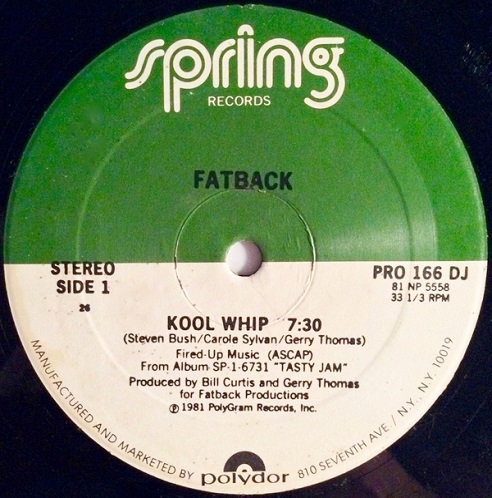 spring
RECORDS
FATBACK
STEREO
SIDE 1
26
PRO 166 DJ
81 NP 5558
33 1/3 RPM
KOOL WHIP 7:30
(Steven Bush/Carole Sylvan/Gerry Thomas)
Fired-Up Music (ASCAP)
From Album SP-1-6731 "TASTY JAM"
Produced by Bill Curtis and Gerry Thomas
for Fatback Productions
℗ 1981 PolyGram Records, Inc.
MANUFACTURED AND MARKETED BY polydor 810 SEVENTH AVE / N.Y. N.Y. 10019